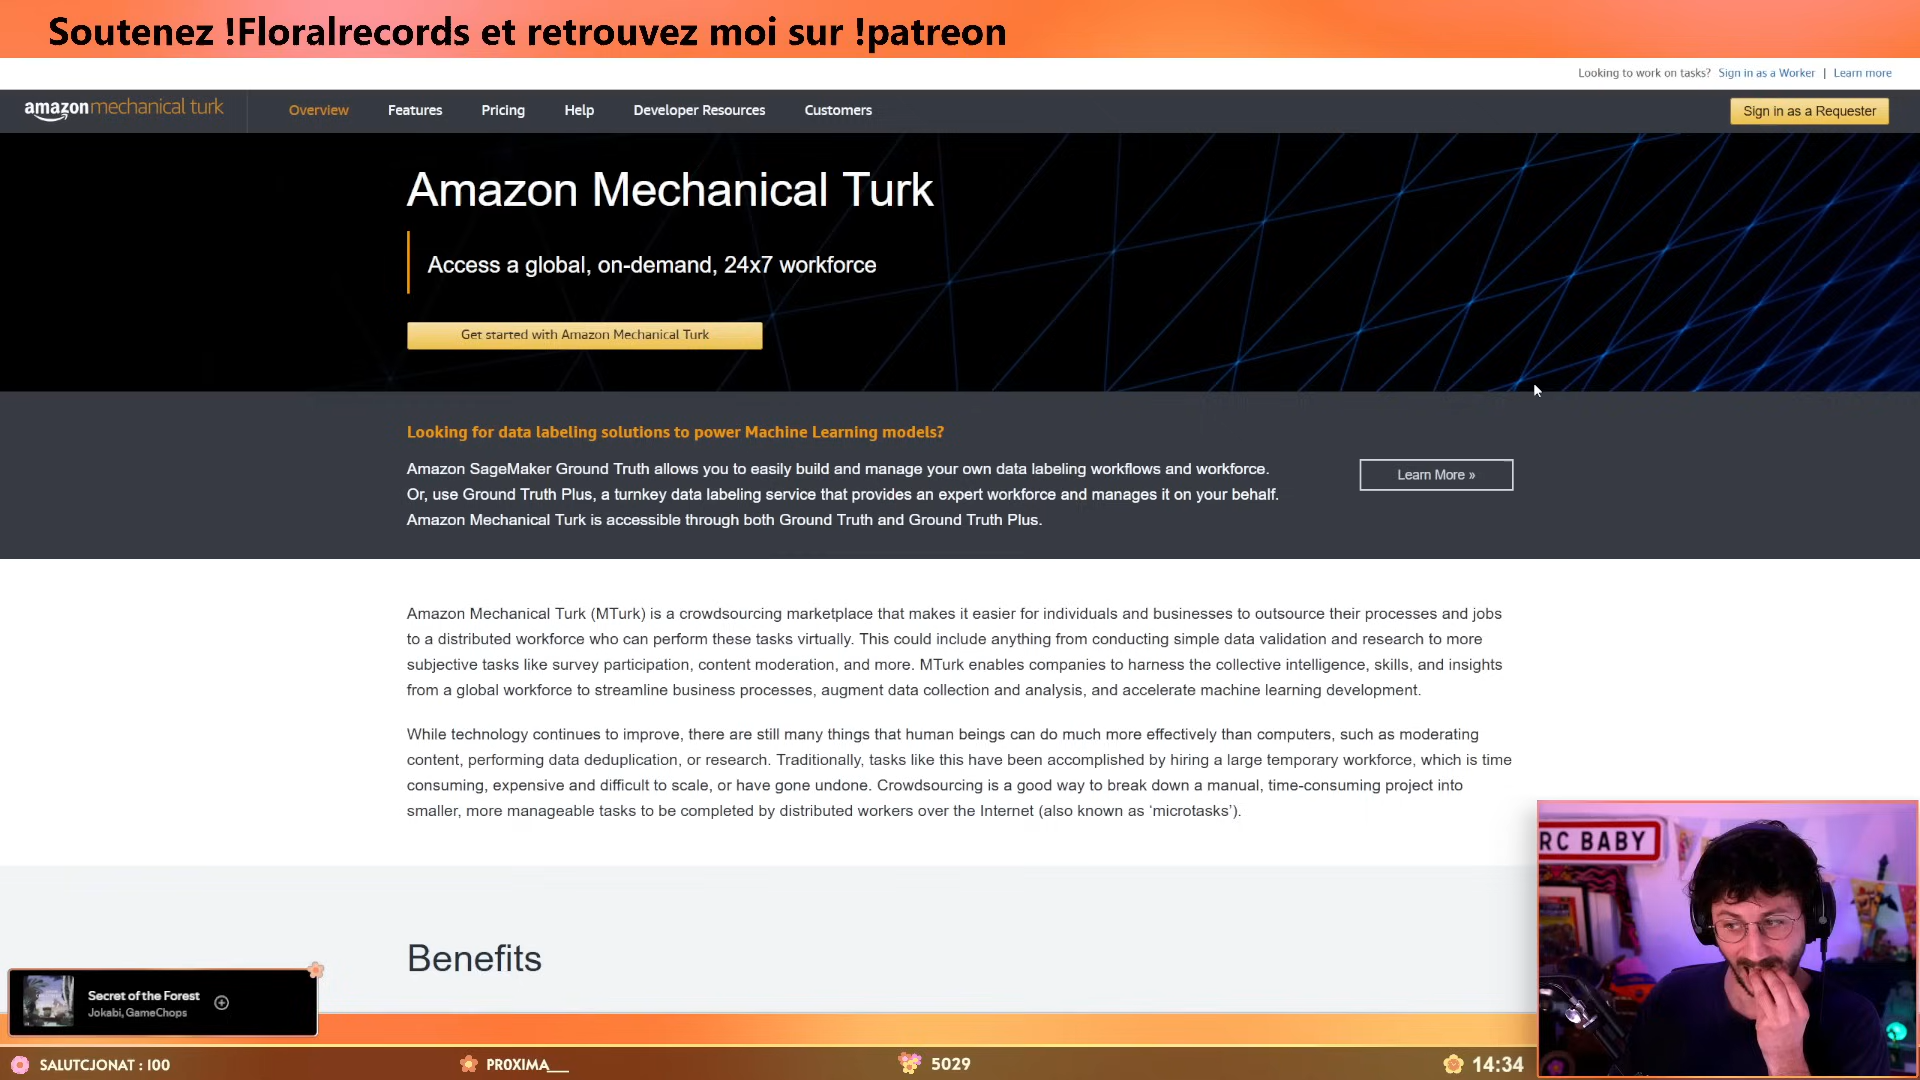 Soutenez !Floralrecords et retrouvez moi sur !patreon
Looking to work on tasks? Sign in as a Worker | Learn more
amazon mechanical turk
Overview Features Pricing Help Developer Resources Customers
Sign in as a Requester
Amazon Mechanical Turk
Access a global, on-demand, 24x7 workforce
Get started with Amazon Mechanical Turk
Looking for data labeling solutions to power Machine Learning models?
Amazon SageMaker Ground Truth allows you to easily build and manage your own data labeling workflows and workforce.
Or, use Ground Truth Plus, a turnkey data labeling service that provides an expert workforce and manages it on your behalf.
Amazon Mechanical Turk is accessible through both Ground Truth and Ground Truth Plus.
Learn More »
Amazon Mechanical Turk (MTurk) is a crowdsourcing marketplace that makes it easier for individuals and businesses to outsource their processes and jobs
to a distributed workforce who can perform these tasks virtually. This could include anything from conducting simple data validation and research to more
subjective tasks like survey participation, content moderation, and more. MTurk enables companies to harness the collective intelligence, skills, and insights
from a global workforce to streamline business processes, augment data collection and analysis, and accelerate machine learning development.
While technology continues to improve, there are still many things that human beings can do much more effectively than computers, such as moderating
content, performing data deduplication, or research. Traditionally, tasks like this have been accomplished by hiring a large temporary workforce, which is time
consuming, expensive and difficult to scale, or have gone undone. Crowdsourcing is a good way to break down a manual, time-consuming project into
smaller, more manageable tasks to be completed by distributed workers over the Internet (also known as ‘microtasks’).
RC BABY
Benefits
Secret of the Forest
Jokabi, GameChops
SALUTCJONAT : 100
PR0XIMA__
5029
14:34